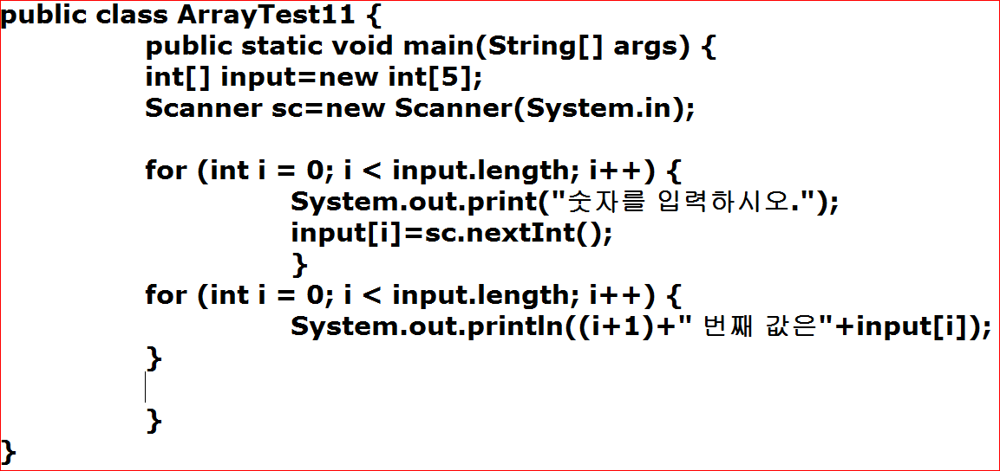 public class ArrayTest11 {
public static void main(String[] args) {
int[] input=new int[5];
Scanner sc=new Scanner(System.in);
for (int i = 0; i < input.length; i++) {
System.out.print("숫자를 입력하시오.");
input[i]=sc.nextInt();
}
for (int i = 0; i < input.length; i++) {
System.out.println((i+1)+" 번째 값은"+input[i]);
}
}
}